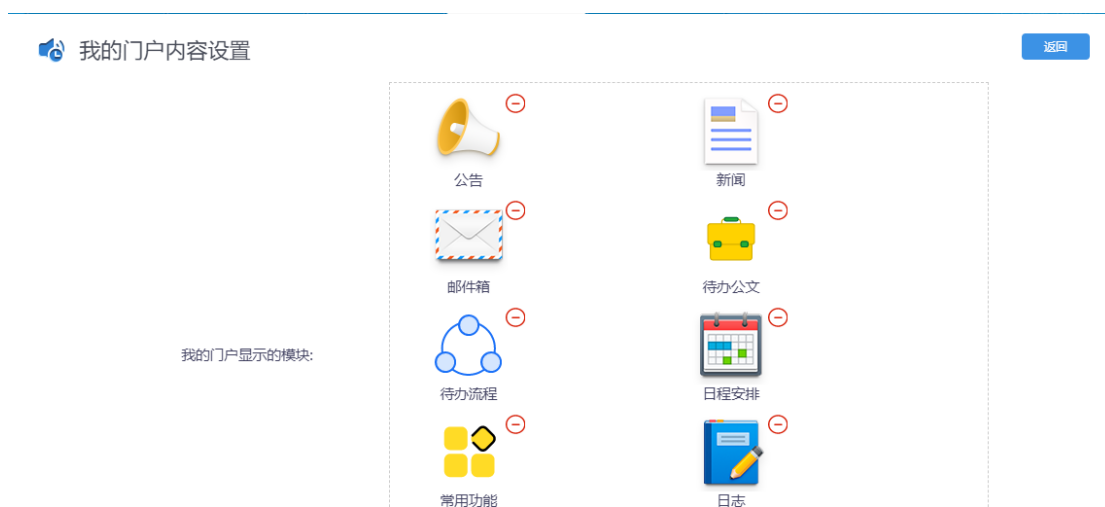 我的门户内容设置
返回
公告
新闻
邮件箱
待办公文
我的门户显示的模块:
待办流程
日程安排
常用功能
日志